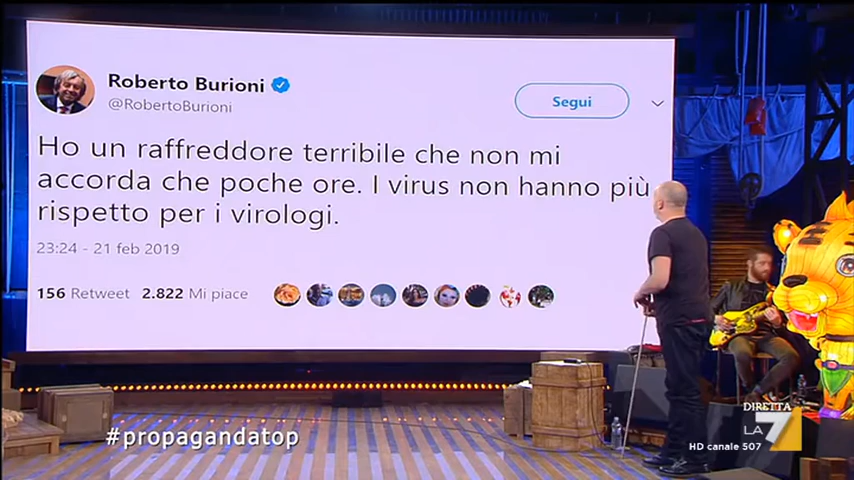 Roberto Burioni
@RobertoBurioni
Segui
Ho un raffreddore terribile che non mi
accorda che poche ore. I virus non hanno più
rispetto per i virologi.
23:24 - 21 feb 2019
156 Retweet 2.822 Mi piace
#propagandatop
DIRETTA
LA7
HD canale 507